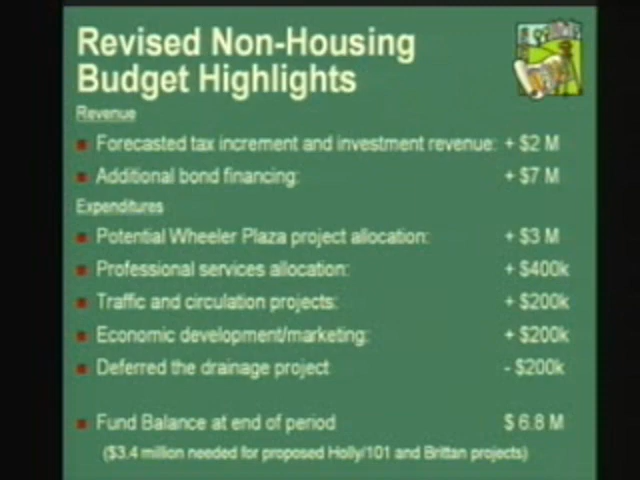 Revised Non-Housing
Budget Highlights
Revenue
Forecasted tax increment and investment revenue: + $2 M
Additional bond financing: + $7 M
Expenditures
Potential Wheeler Plaza project allocation: + $3 M
Professional services allocation: + $400k
Traffic and circulation projects: + $200k
Economic development/marketing: + $200k
Deferred the drainage project - $200k
Fund Balance at end of period $ 6.8 M
($3.4 million needed for proposed Holly/101 and Brittan projects)